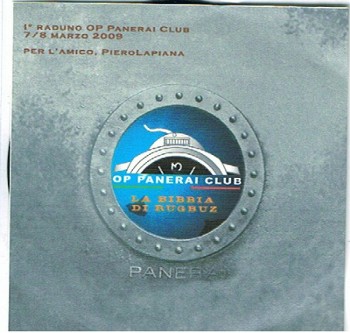 1° RADUNO OP PANERAI CLUB
7/8 MARZO 2009
PER L'AMICO, PIEROLAPIANA
3
OP PANERAI CLUB
LA BIBBIA
DI RUGBUZ
PANERAI